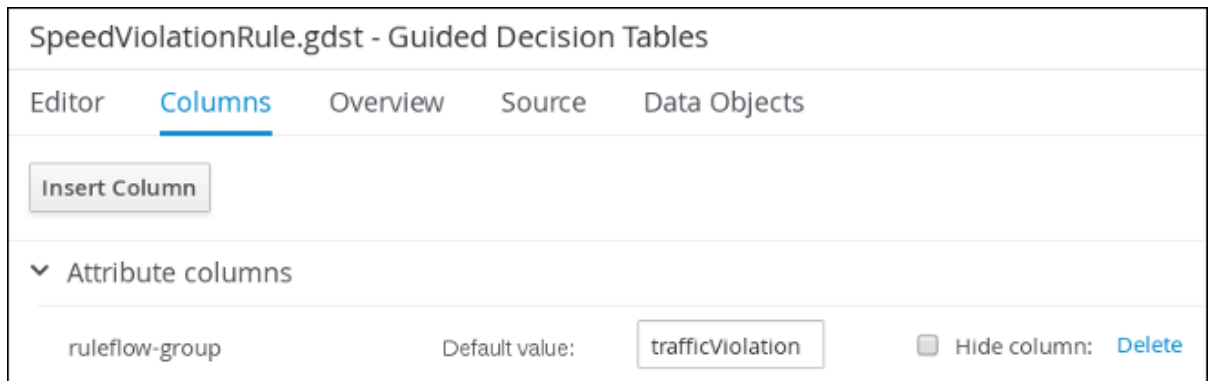 SpeedViolationRule.gdst - Guided Decision Tables
Editor Columns Overview Source Data Objects
Insert Column
Attribute columns
ruleflow-group Default value: trafficViolation Hide column: Delete